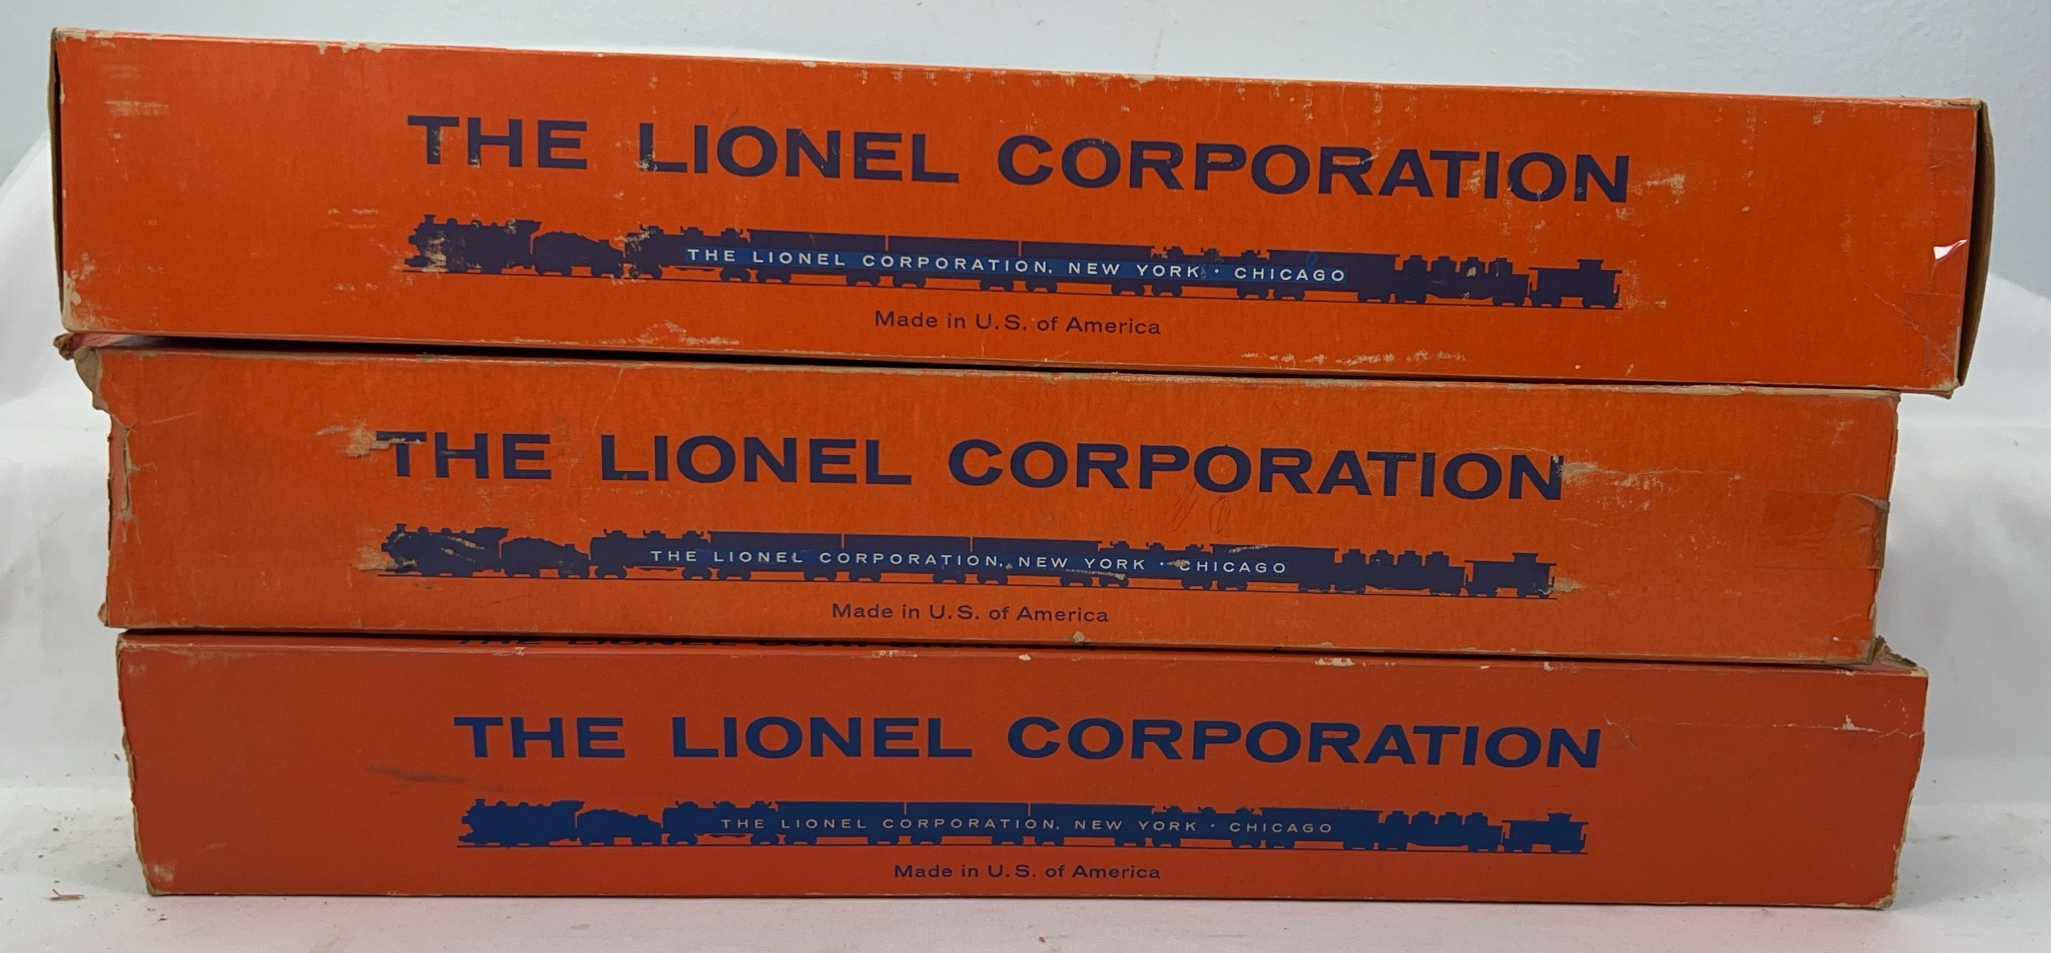 THE LIONEL CORPORATION
THE LIONEL CORPORATION, NEW YORK · CHICAGO
Made in U.S. of America
THE LIONEL CORPORATION
THE LIONEL CORPORATION, NEW YORK · CHICAGO
Made in U.S. of America
THE LIONEL CORPORATION
THE LIONEL CORPORATION, NEW YORK · CHICAGO
Made in U.S. of America